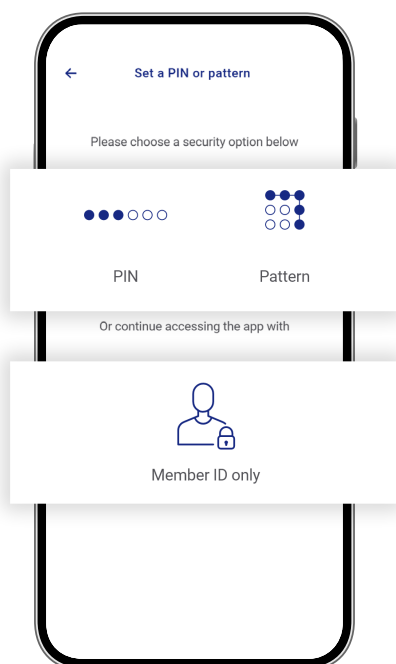 Set a PIN or pattern
Please choose a security option below
PIN
Pattern
Or continue accessing the app with
Member ID only